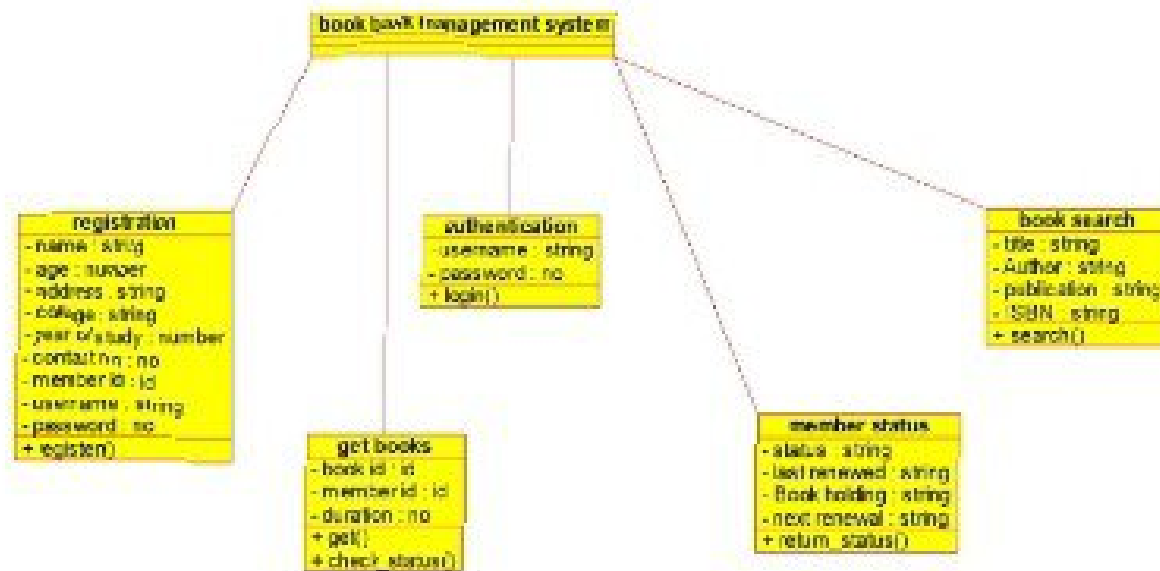 book bank management system
registration
- name : string
- age : number
- address : string
- college : string
- year of study : number
- contact no : no
- member id : id
- username : string
- password : no
+ register()
get books
- book id : id
- member id : id
- duration : no
+ get()
+ check_status()
authentication
- username : string
- password : no
+ login()
member status
- status : string
- last renewed : string
- Book holding : string
- next renewal : string
+ return_status()
book search
- title : string
- Author : string
- publication : string
- ISBN : string
+ search()